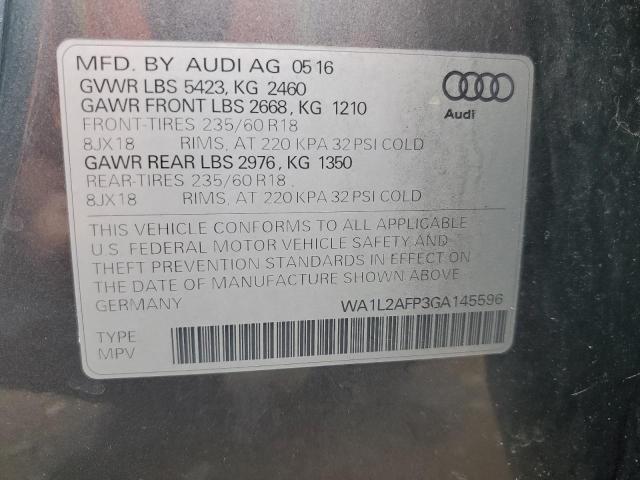 MFD. BY AUDI AG 0516
GVWR LBS 5423, KG 2460
GAWR FRONT LBS 2668, KG 1210
FRONT-TIRES 235/60 R18
8JX18 RIMS, AT 220 KPA 32 PSI COLD
GAWR REAR LBS 2976, KG 1350
REAR-TIRES 235/60 R18
8JX18 RIMS, AT 220 KPA 32 PSI COLD
Audi
THIS VEHICLE CONFORMS TO ALL APPLICABLE
U.S. FEDERAL MOTOR VEHICLE SAFETY AND
THEFT PREVENTION STANDARDS IN EFFECT ON
THE DATE OF MANUFACTURE SHOWN ABOVE.
GERMANY WA1L2AFP3GA145596
TYPE
MPV